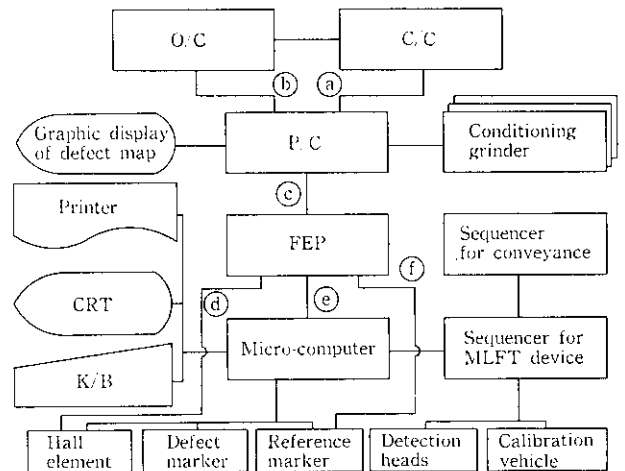 O/C
C/C
ⓑ
ⓐ
Graphic display
of defect map
P/C
Conditioning
grinder
ⓒ
Printer
FEP
Sequencer
for conveyance
ⓕ
ⓓ
ⓔ
CRT
Micro-computer
Sequencer for
MLFT device
K/B
Hall
element
Defect
marker
Reference
marker
Detection
heads
Calibration
vehicle